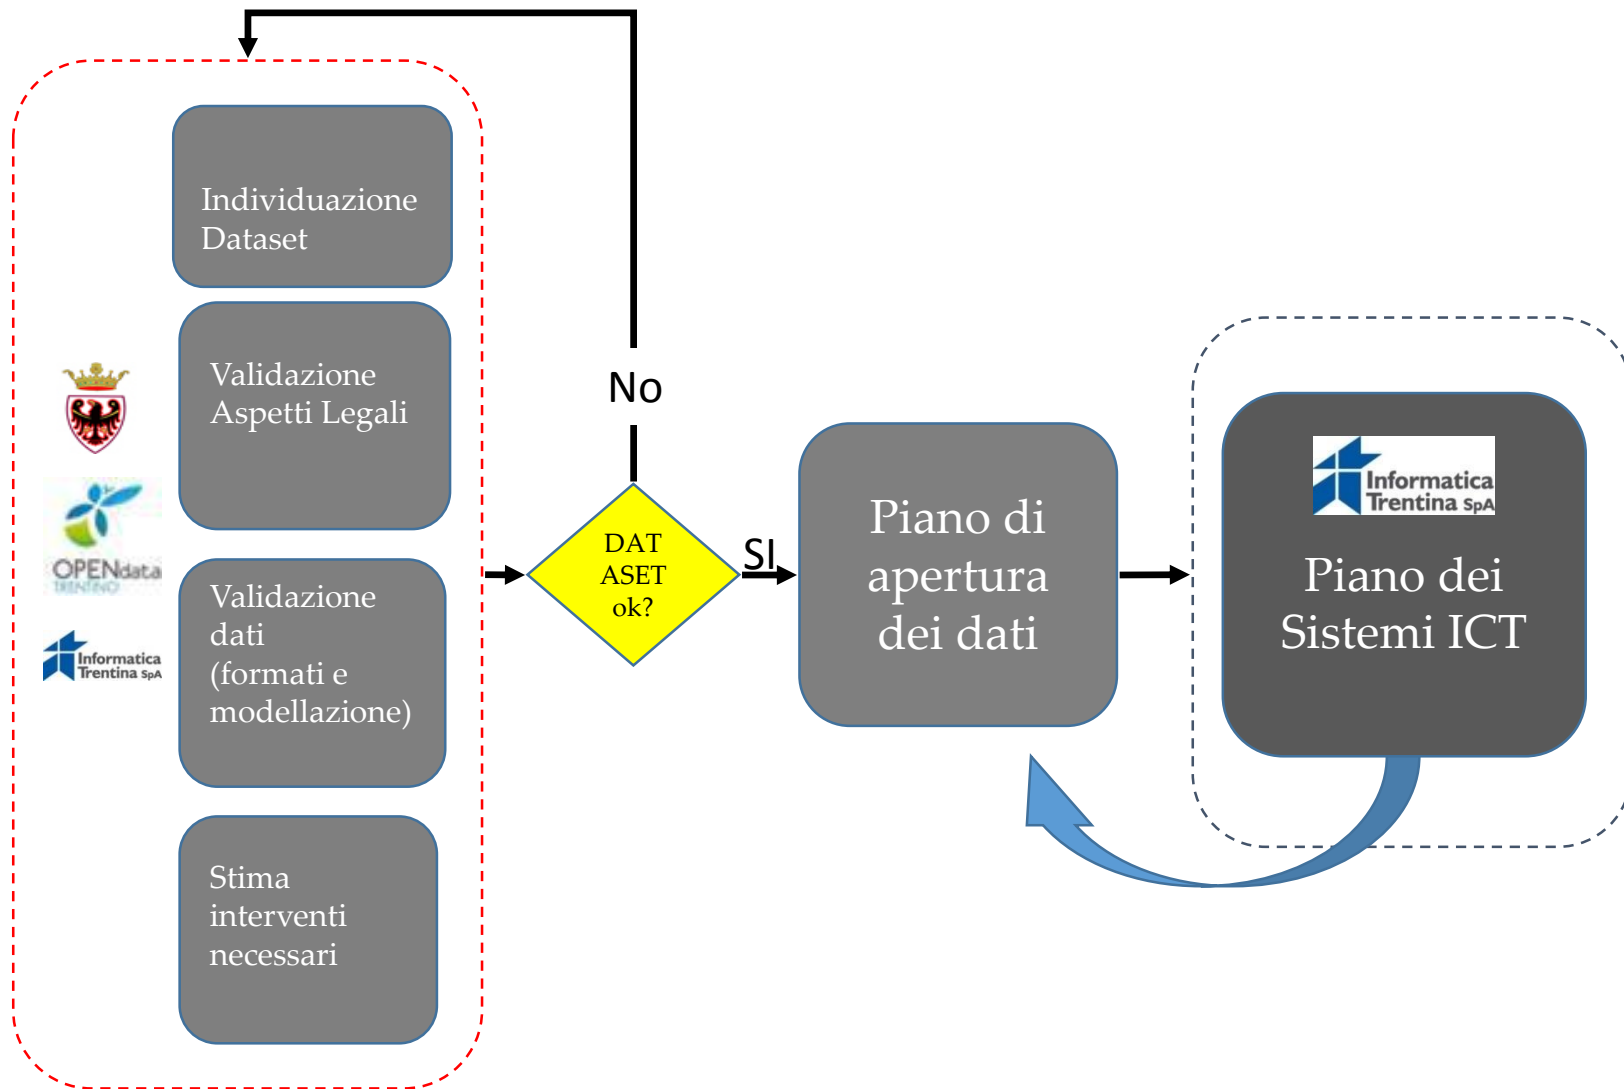 Individuazione
Dataset
Validazione
Aspetti Legali
OPENdata
TRENTINO
Validazione
dati
(formati e
modellazione)
Informatica
Trentina SpA
Stima
interventi
necessari
No
DAT
ASET
ok?
SI
Piano di
apertura
dei dati
Informatica
Trentina SpA
Piano dei
Sistemi ICT